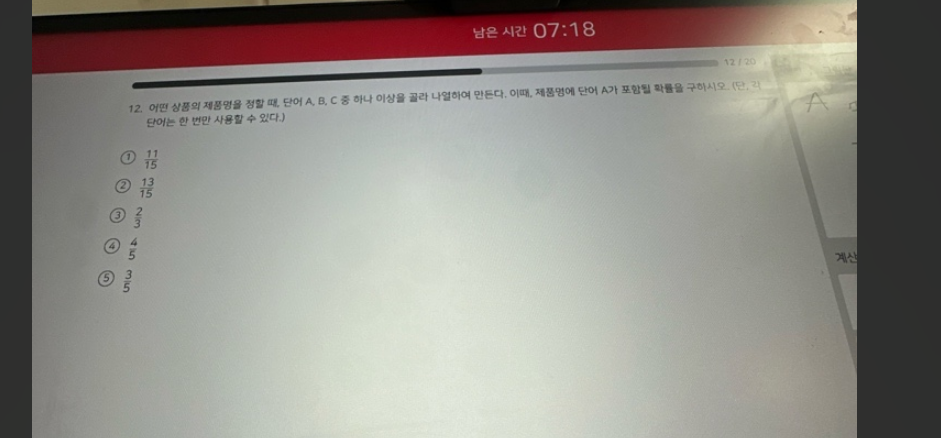 남은 시간 07:18
12 / 20
12. 어떤 상품의 제품명을 정할 때, 단어 A, B, C 중 하나 이상을 골라 나열하여 만든다. 이때, 제품명에 단어 A가 포함될 확률을 구하시오. (단, 각
단어는 한 번만 사용할 수 있다.)
① 11/15
② 13/15
③ 2/3
④ 4/5
⑤ 3/5
A